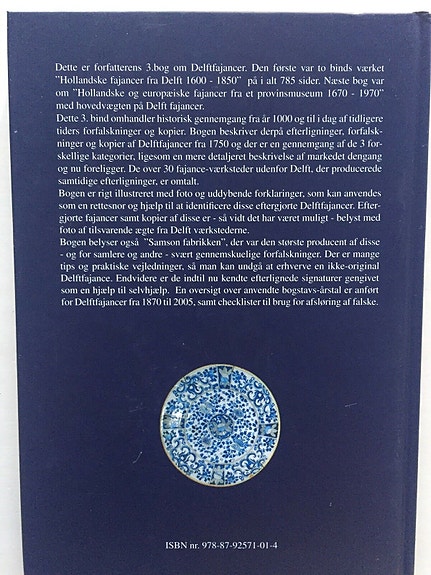 Dette er forfatterens 3.bog om Delftfajancer. Den første var to binds værket
"Hollandske fajancer fra Delft 1600 - 1850" på i alt 785 sider. Næste bog var
om "Hollandske og europæiske fajancer fra et provinsmuseum 1670 - 1970"
med hovedvægten på Delft fajancer.
Dette 3. bind omhandler historisk gennemgang fra år 1000 og til i dag af tidligere
tiders forfalskninger og kopier. Bogen beskriver derpå efterligninger, forfalsk-
ninger og kopier af Delftfajancer fra 1750 og der er en gennemgang af de 3 for-
skellige kategorier, ligesom en mere detaljeret beskrivelse af markedet dengang
og nu foreligger. De over 30 fajance-værksteder udenfor Delft, der producerede
samtidige efterligninger, er omtalt.
Bogen er rigt illustreret med foto og uddybende forklaringer, som kan anvendes
som en rettesnor og hjælp til at identificere disse eftergjorte Delftfajancer. Efter-
gjorte fajancer samt kopier af disse er - så vidt det har været muligt - belyst med
foto af tilsvarende ægte fra Delft værkstederne.
Bogen belyser også "Samson fabrikken", der var den største producent af disse
- og for samlere og andre - svært gennemskuelige forfalskninger. Der er mange
tips og praktiske vejledninger, så man kan undgå at erhverve en ikke-original
Delftfajance. Endvidere er de indtil nu kendte efterlignede signaturer gengivet
som en hjælp til selvhjælp. En oversigt over anvendte bogstavs-årstal er anført
for Delftfajancer fra 1870 til 2005, samt checklister til brug for afsløring af falske.
ISBN nr. 978-87-92571-01-4